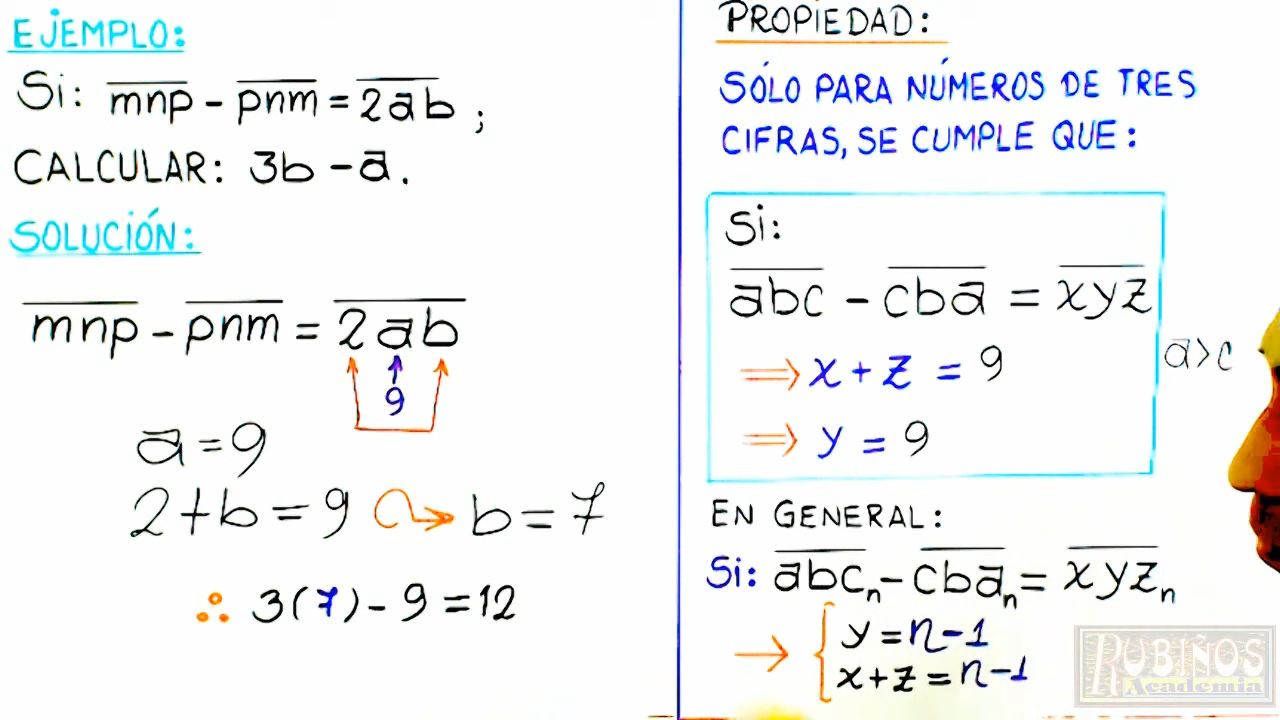 EJEMPLO:
Si: mnp - pnm = 2ab ;
CALCULAR: 3b - a.
SOLUCIÓN:
mnp - pnm = 2ab
9
a = 9
2 + b = 9 b = 7
∴ 3(7) - 9 = 12
PROPIEDAD:
SÓLO PARA NÚMEROS DE TRES
CIFRAS, SE CUMPLE QUE:
Si:
abc - cba = xyz
a > c
⇒ x + z = 9
⇒ y = 9
EN GENERAL:
Si: abcₙ - cbaₙ = xyzₙ
→ { y = n - 1
x + z = n - 1
RUBIÑOS
Academia